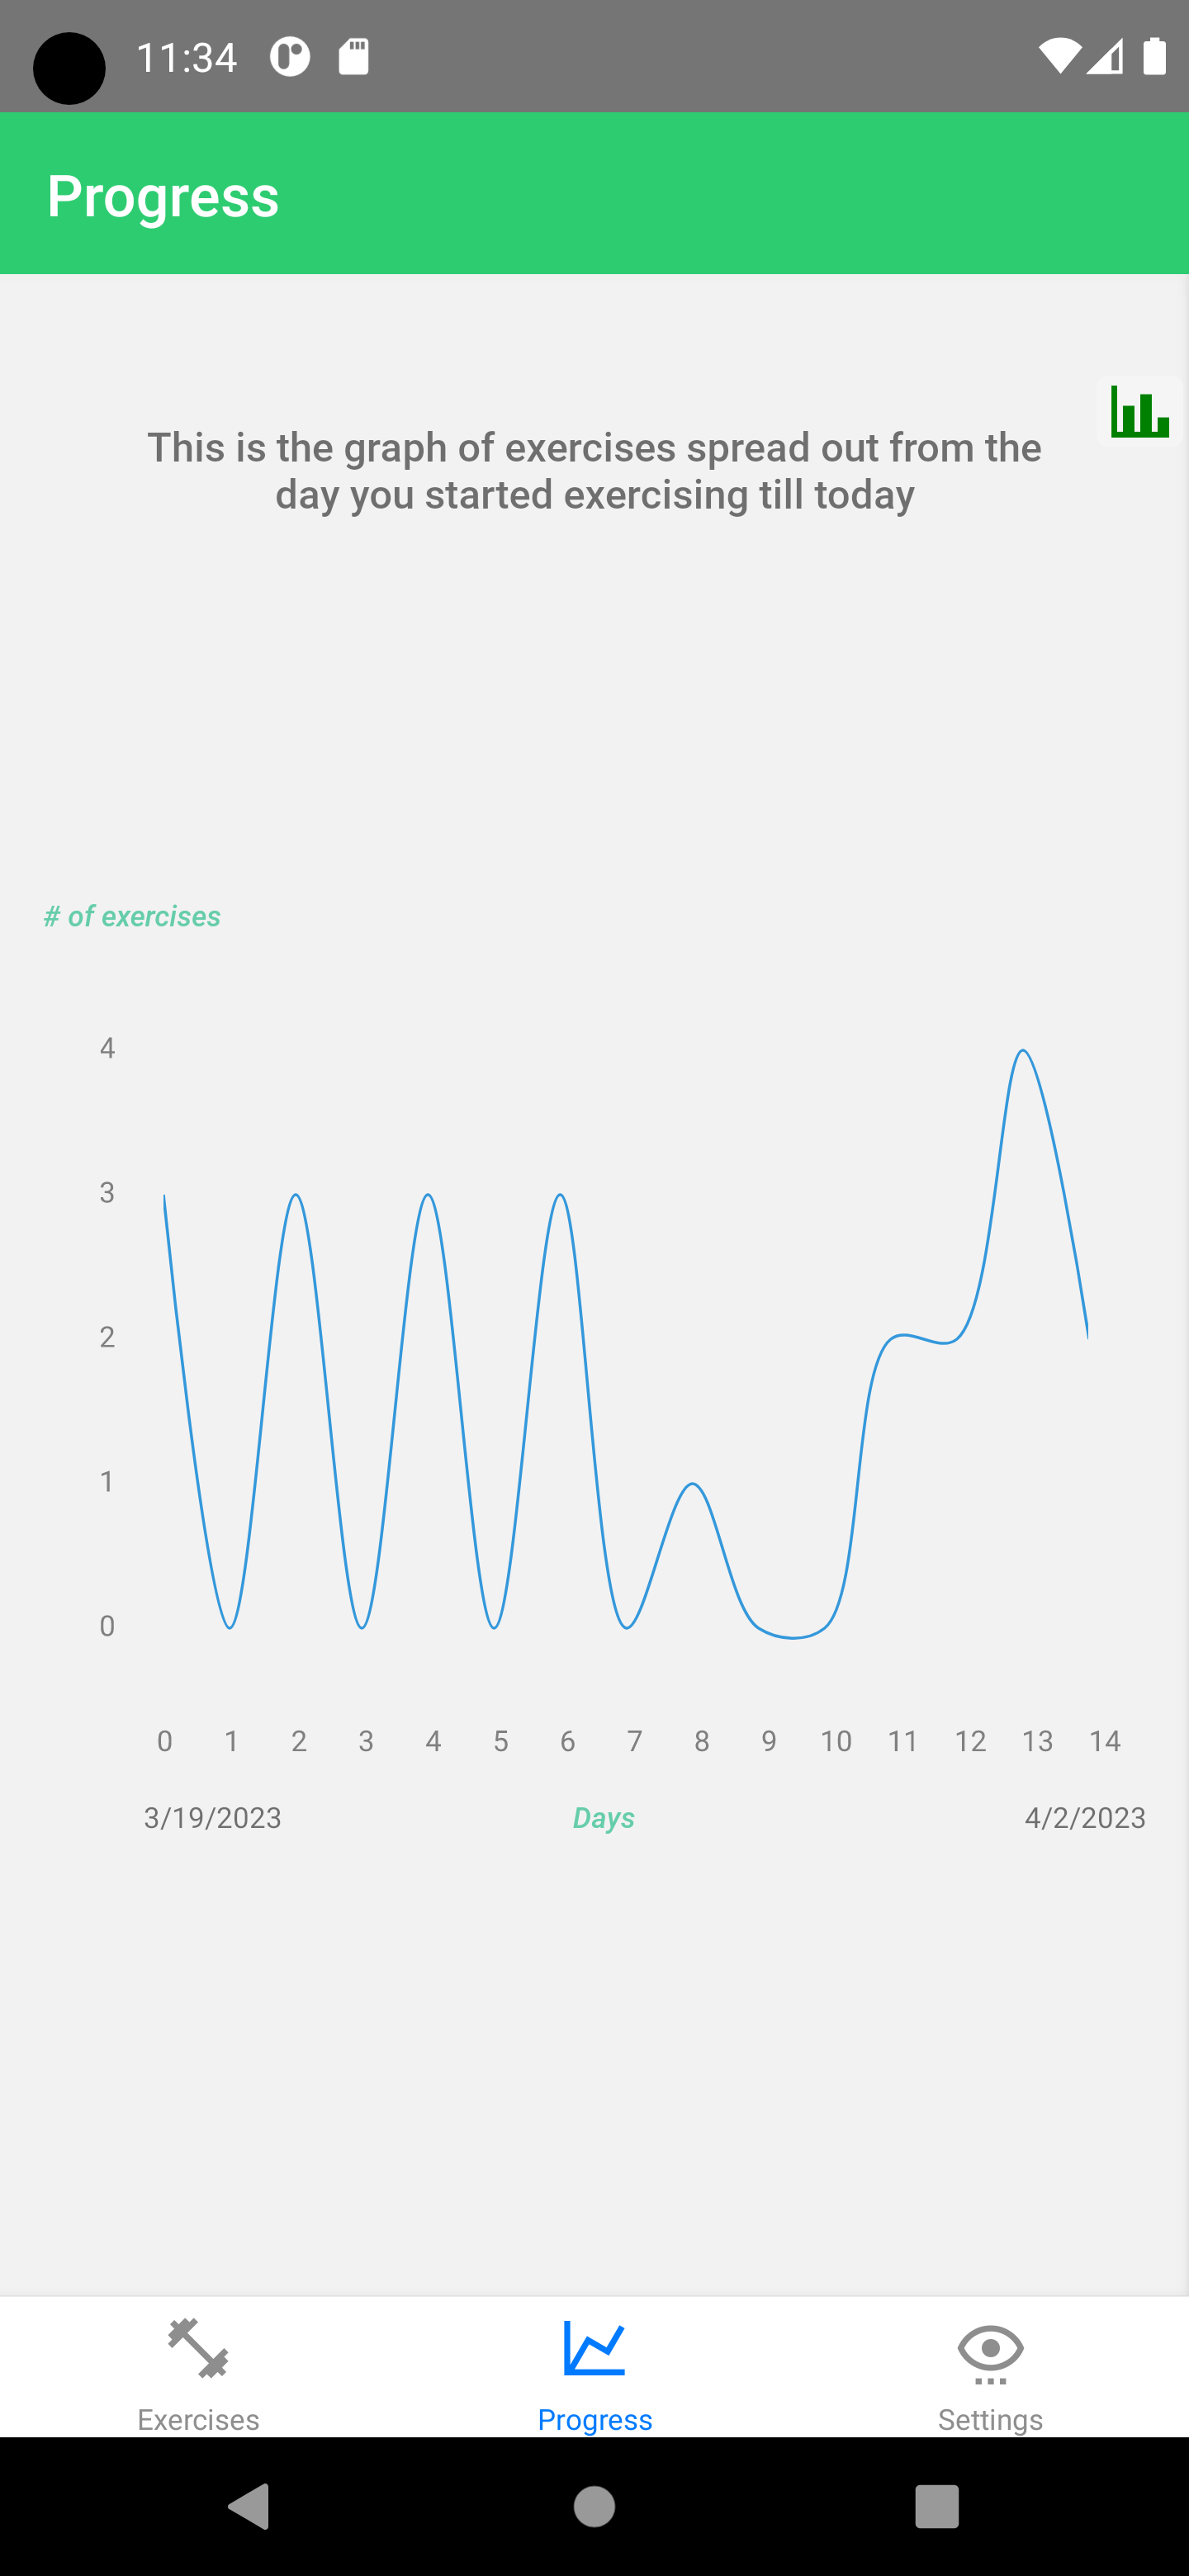 11:34
Progress
This is the graph of exercises spread out from the
day you started exercising till today
# of exercises
4
3
2
1
0
0 1 2 3 4 5 6 7 8 9 10 11 12 13 14
3/19/2023 Days 4/2/2023
Exercises Progress Settings